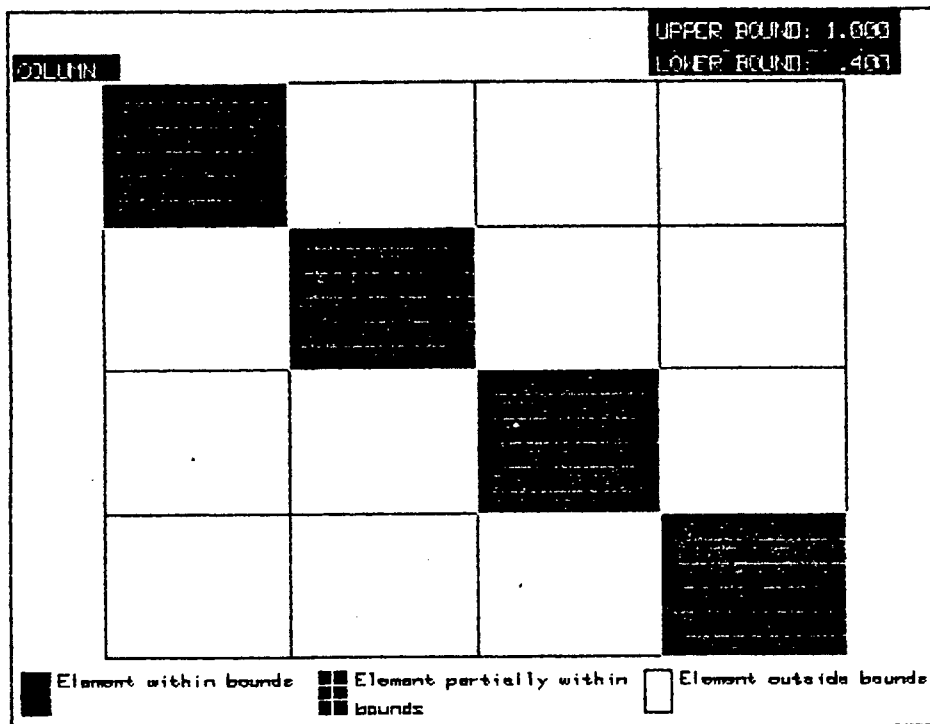 UPPER BOUND: 1.000
LOWER BOUND: .400
COLUMN
Element within bounds
Element partially within
bounds
Element outside bounds